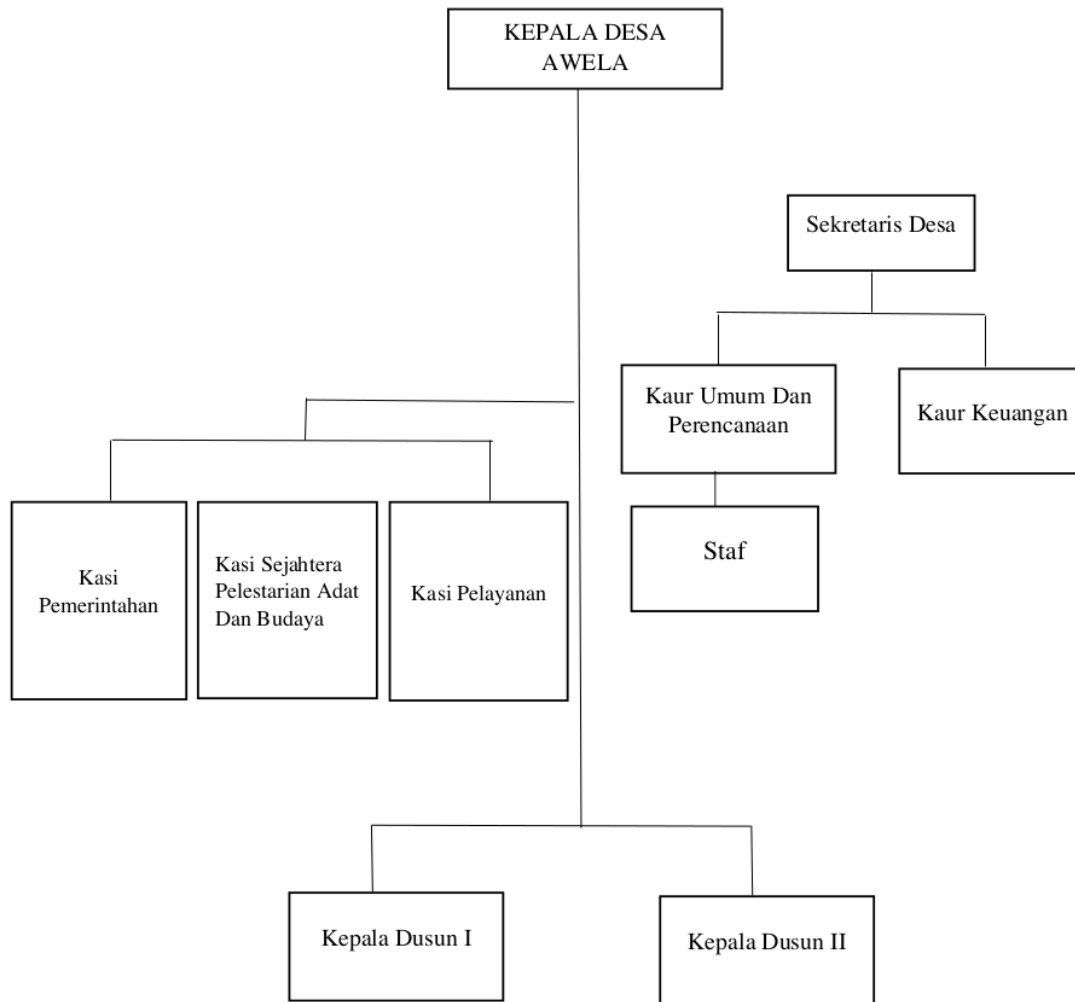 KEPALA DESA
AWELA
Sekretaris Desa
Kaur Umum Dan
Perencanaan
Kaur Keuangan
Staf
Kasi
Pemerintahan
Kasi Sejahtera
Pelestarian Adat
Dan Budaya
Kasi Pelayanan
Kepala Dusun I
Kepala Dusun II